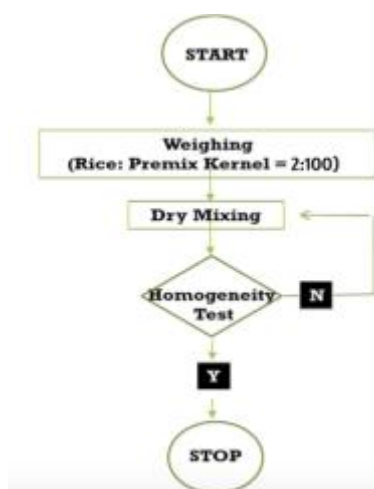 START
Weighing
(Rice: Premix Kernel = 2:100)
Dry Mixing
Homogeneity
Test
N
Y
STOP